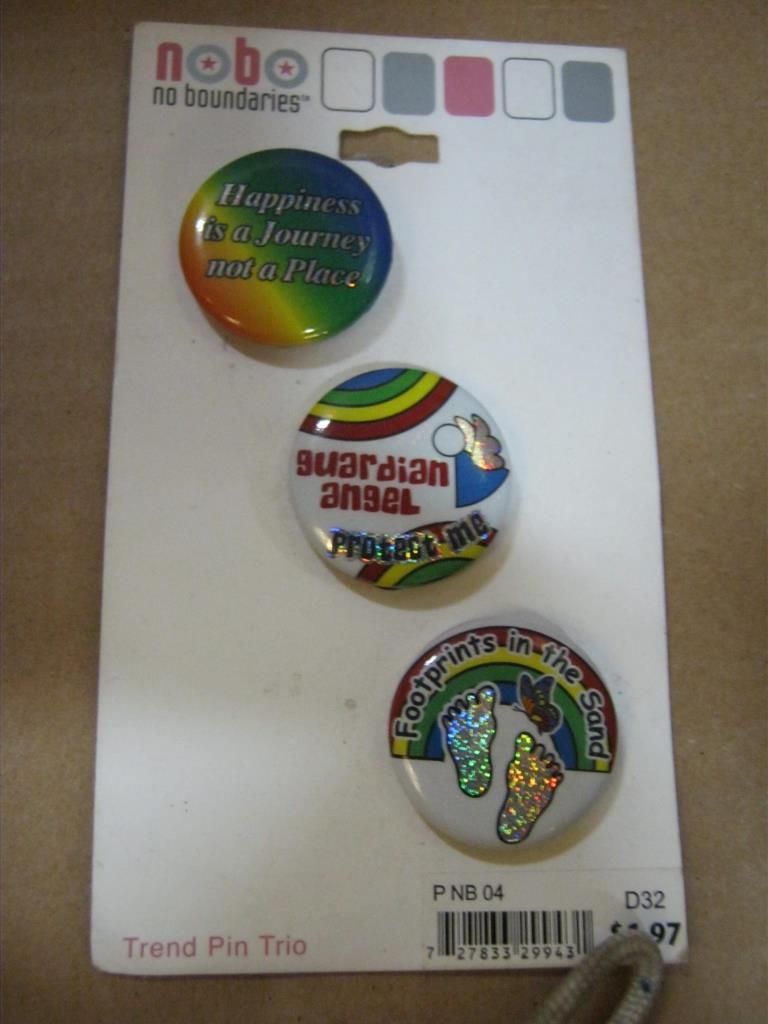 nobo
no boundaries™
Happiness
is a Journey
not a Place
guardian
angel
Protect me
Footprints in the Sand
P NB 04
D32
7 27833 29943
Trend Pin Trio